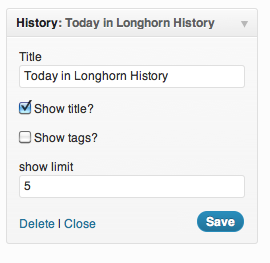 History: Today in Longhorn History
Title
Today in Longhorn History
Show title?
Show tags?
show limit
5
Delete | Close Save